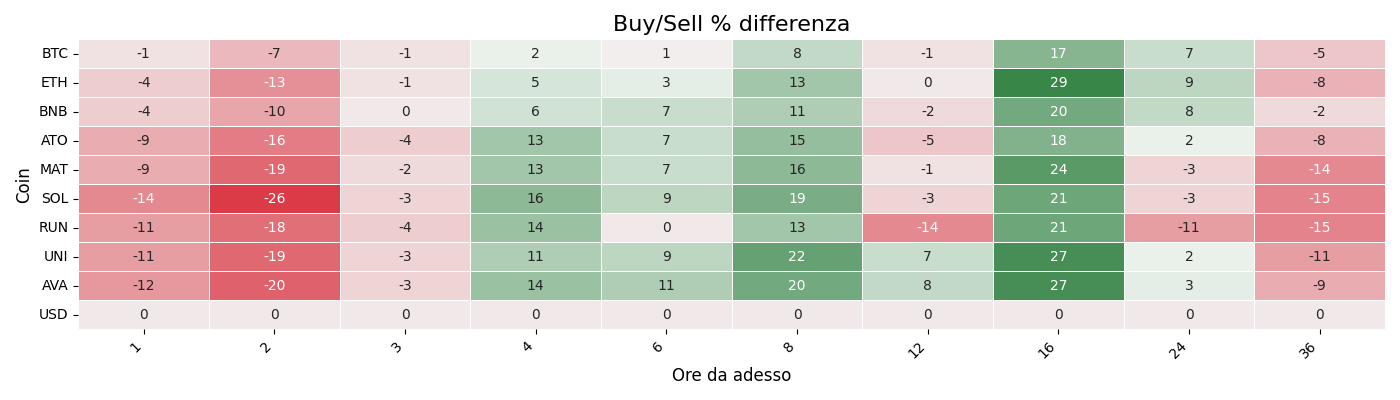 Buy/Sell % differenza
Coin
BTC -1 -7 -1 2 1 8 -1 17 7 -5
ETH -4 -13 -1 5 3 13 0 29 9 -8
BNB -4 -10 0 6 7 11 -2 20 8 -2
ATO -9 -16 -4 13 7 15 -5 18 2 -8
MAT -9 -19 -2 13 7 16 -1 24 -3 -14
SOL -14 -26 -3 16 9 19 -3 21 -3 -15
RUN -11 -18 -4 14 0 13 -14 21 -11 -15
UNI -11 -19 -3 11 9 22 7 27 2 -11
AVA -12 -20 -3 14 11 20 8 27 3 -9
USD 0 0 0 0 0 0 0 0 0 0
1 2 3 4 6 8 12 16 24 36
Ore da adesso